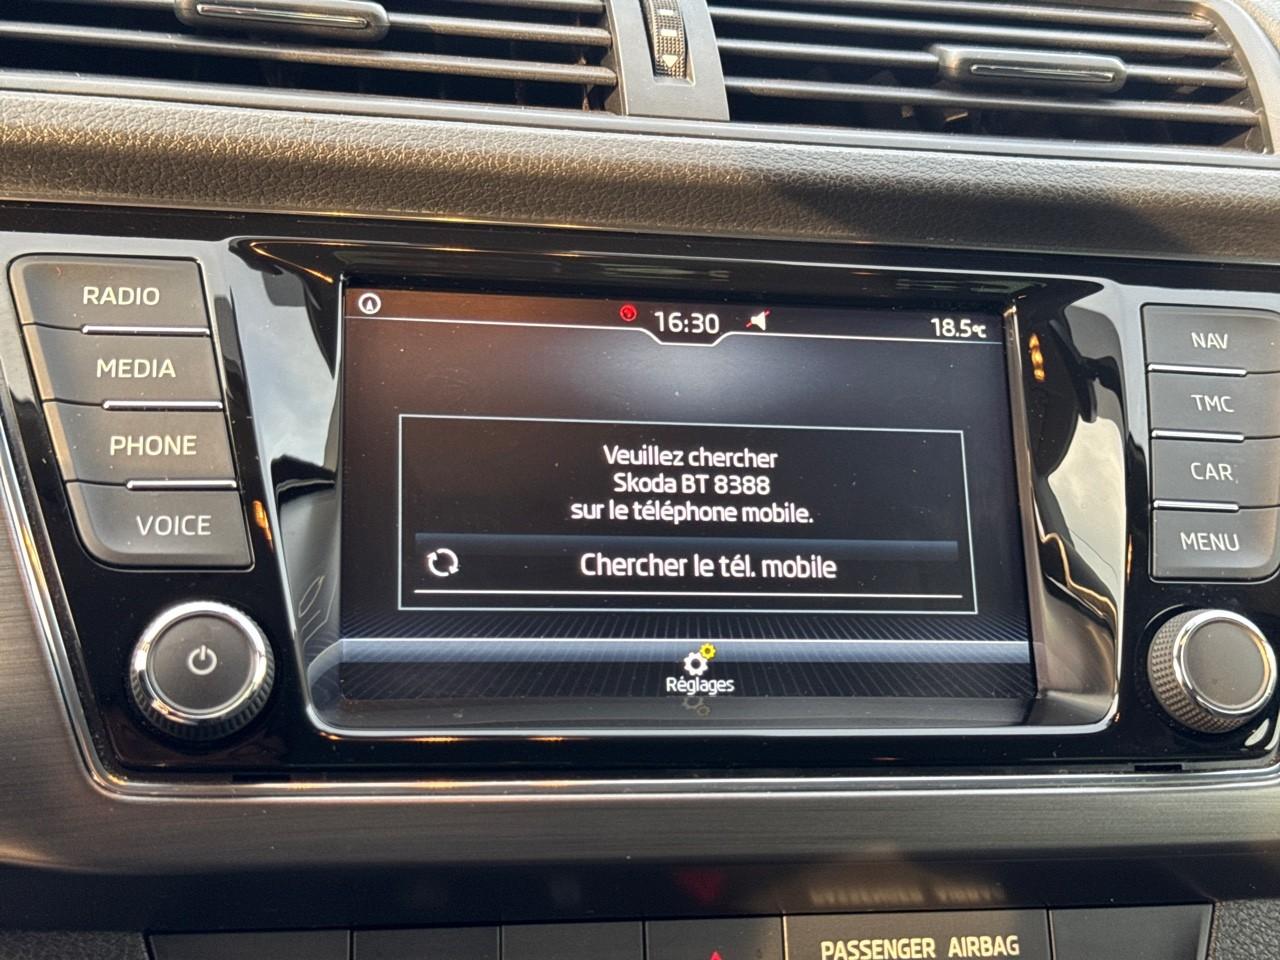 RADIO
MEDIA
PHONE
VOICE
16:30
18.5°C
Veuillez chercher
Skoda BT 8388
sur le téléphone mobile.
Chercher le tél. mobile
Réglages
NAV
TMC
CAR
MENU
PASSENGER AIRBAG